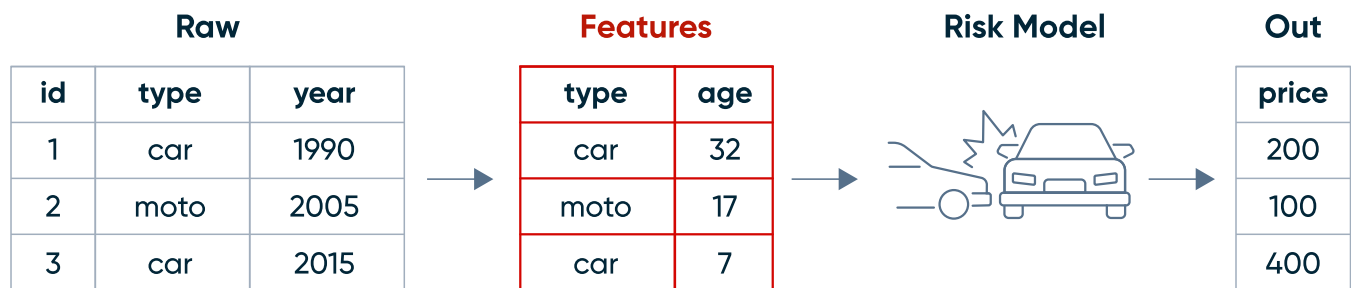 Raw Features Risk Model Out
id type year type age price
1 car 1990 car 32 200
2 moto 2005 moto 17 100
3 car 2015 car 7 400